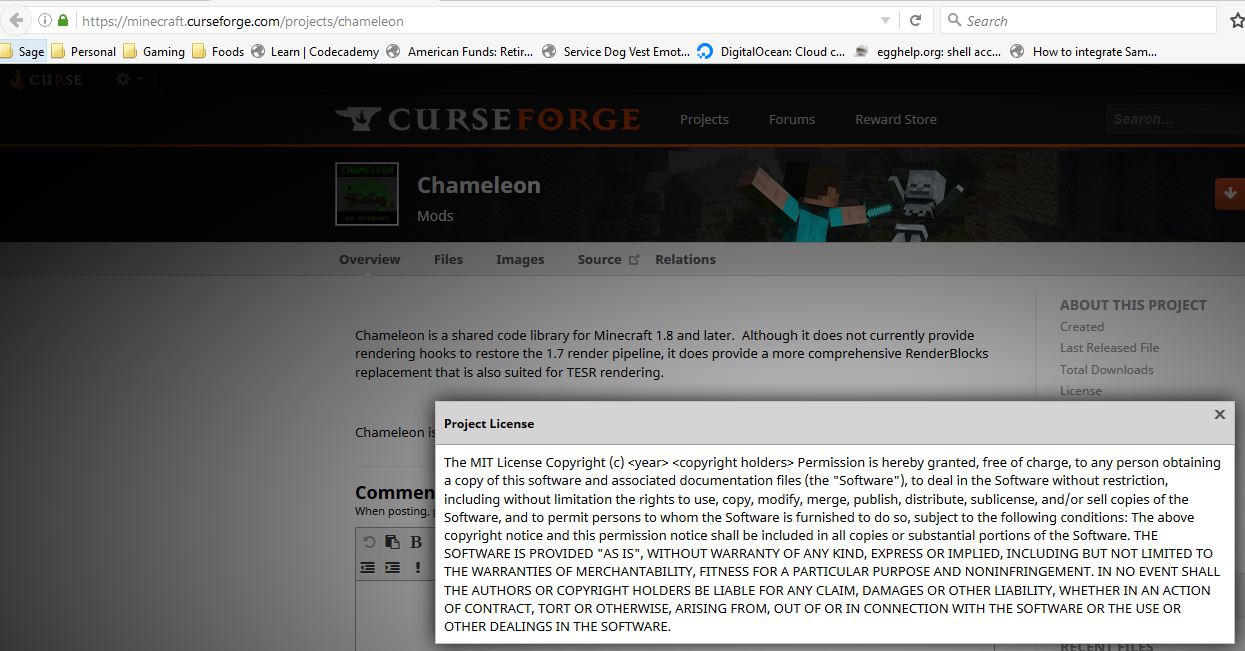 https://minecraft.curseforge.com/projects/chameleon
Search
Sage Personal Gaming Foods Learn | Codecademy American Funds: Retir... Service Dog Vest Emot... DigitalOcean: Cloud c... egghelp.org: shell acc... How to integrate Sam...
CURSE
CURSEFORGE Projects Forums Reward Store Search...
CHAMELEON
Chameleon
Mods
Overview Files Images Source Relations
ABOUT THIS PROJECT
Created
Last Released File
Total Downloads
License
Chameleon is a shared code library for Minecraft 1.8 and later.  Although it does not currently provide
rendering hooks to restore the 1.7 render pipeline, it does provide a more comprehensive RenderBlocks
replacement that is also suited for TESR rendering.
Chameleon is
Commen
When posting,
B
Project License
The MIT License Copyright (c) <year> <copyright holders> Permission is hereby granted, free of charge, to any person obtaining
a copy of this software and associated documentation files (the "Software"), to deal in the Software without restriction,
including without limitation the rights to use, copy, modify, merge, publish, distribute, sublicense, and/or sell copies of the
Software, and to permit persons to whom the Software is furnished to do so, subject to the following conditions: The above
copyright notice and this permission notice shall be included in all copies or substantial portions of the Software. THE
SOFTWARE IS PROVIDED "AS IS", WITHOUT WARRANTY OF ANY KIND, EXPRESS OR IMPLIED, INCLUDING BUT NOT LIMITED TO
THE WARRANTIES OF MERCHANTABILITY, FITNESS FOR A PARTICULAR PURPOSE AND NONINFRINGEMENT. IN NO EVENT SHALL
THE AUTHORS OR COPYRIGHT HOLDERS BE LIABLE FOR ANY CLAIM, DAMAGES OR OTHER LIABILITY, WHETHER IN AN ACTION
OF CONTRACT, TORT OR OTHERWISE, ARISING FROM, OUT OF OR IN CONNECTION WITH THE SOFTWARE OR THE USE OR
OTHER DEALINGS IN THE SOFTWARE.
RECENT FILES